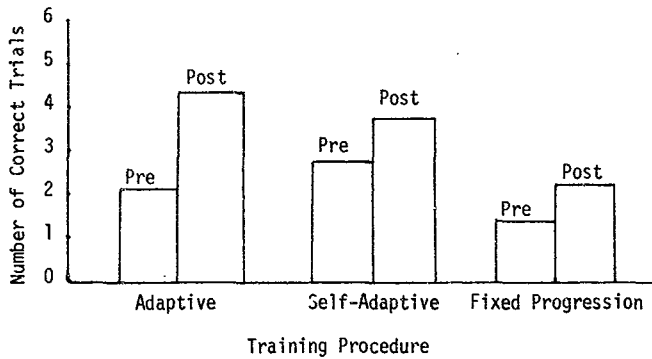 Number of Correct Trials
6
5
4
3
2
1
0
Pre
Post
Pre
Post
Pre
Post
Adaptive
Self-Adaptive
Fixed Progression
Training Procedure